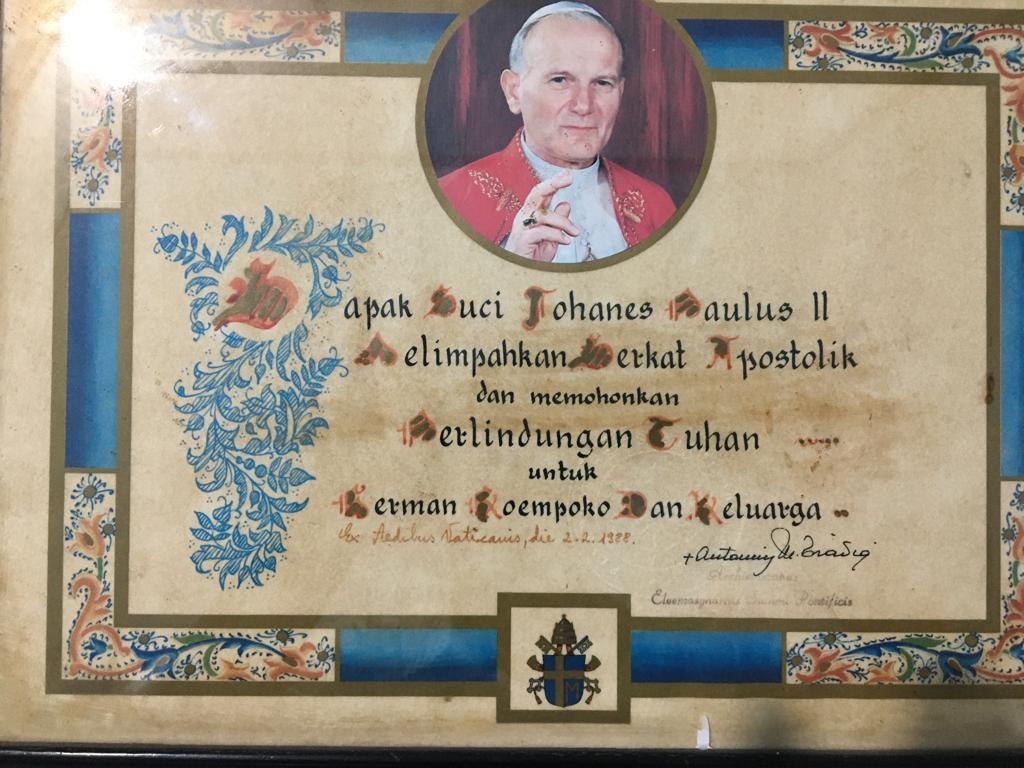 Bapak Suci Johanes Paulus II
Melimpahkan Berkat Apostolik
dan memohonkan
Perlindungan Tuhan
untuk
Herman Roempoko Dan Keluarga
Ex Aedibus Vaticanis, die 2.2.1988.
Eleemosynarius Summi Pontificis
M